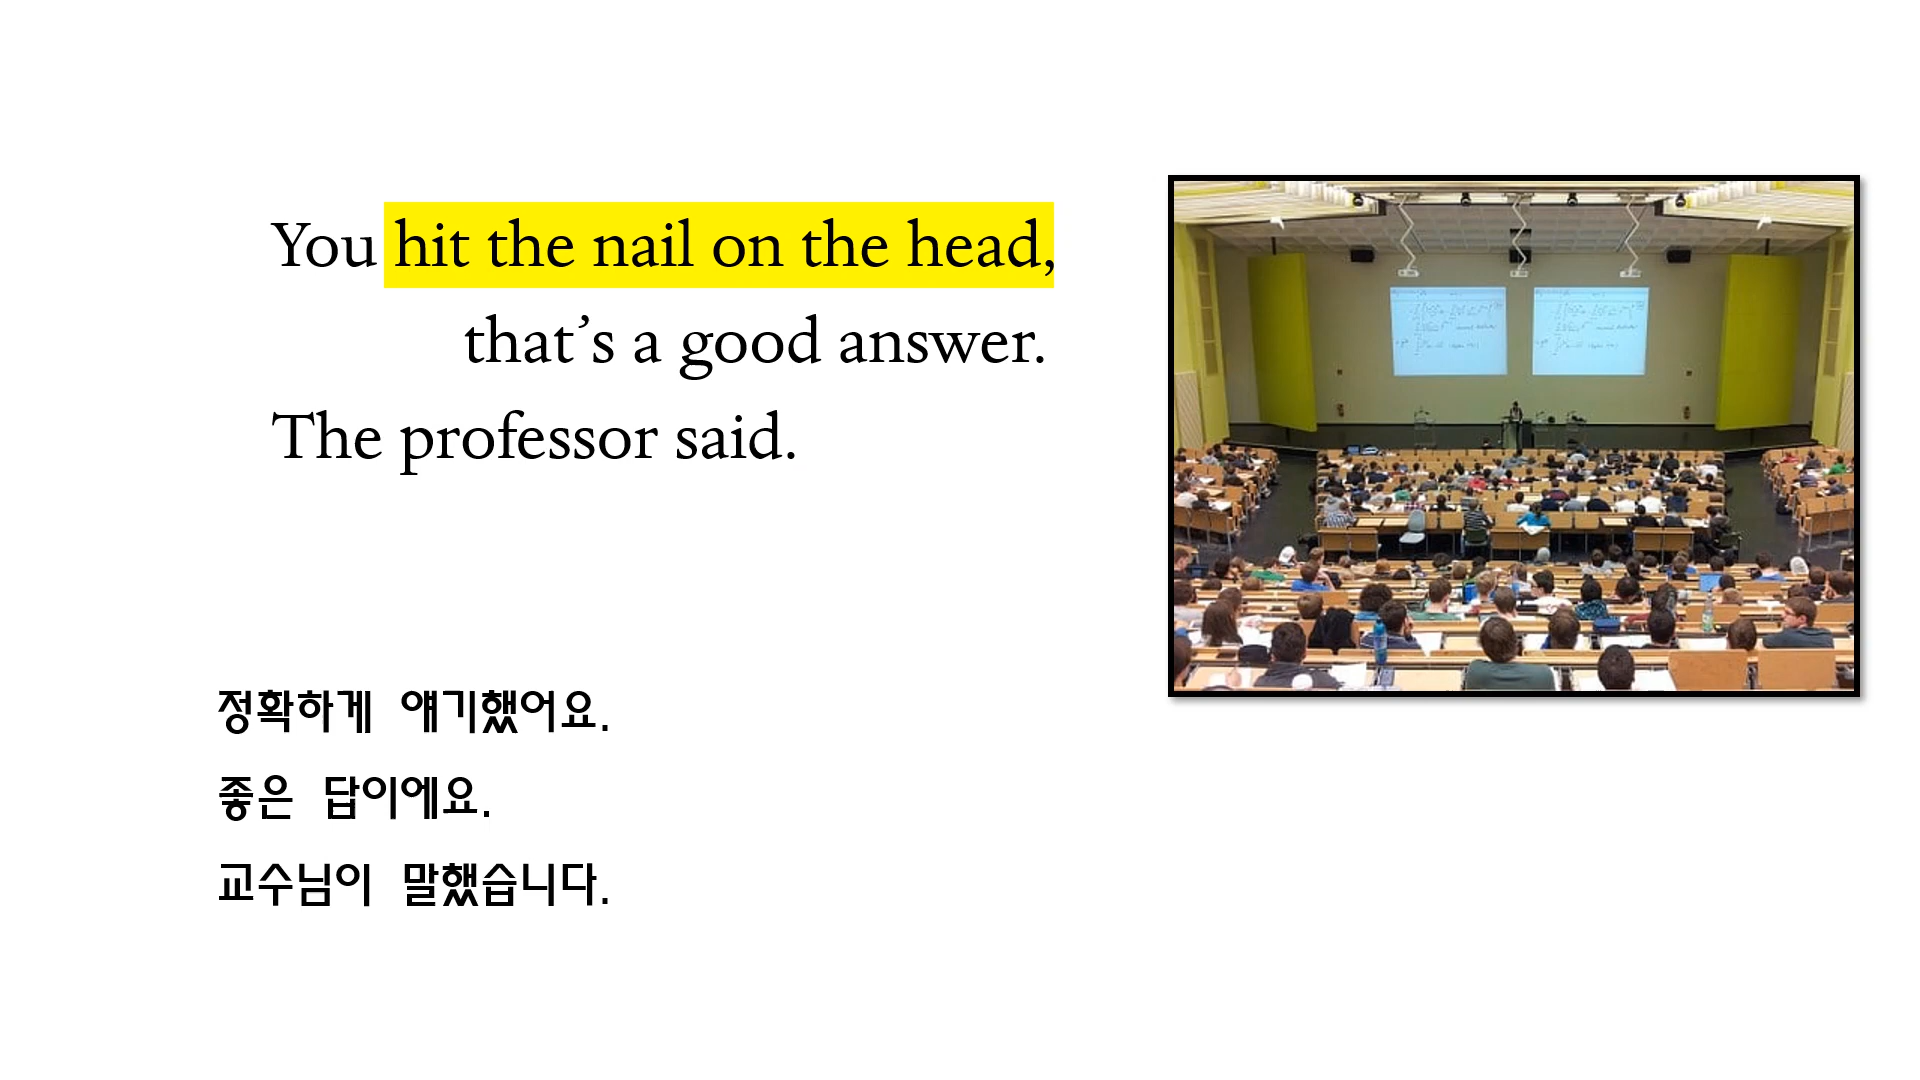 You hit the nail on the head,
that’s a good answer.
The professor said.
정확하게 얘기했어요.
좋은 답이에요.
교수님이 말했습니다.